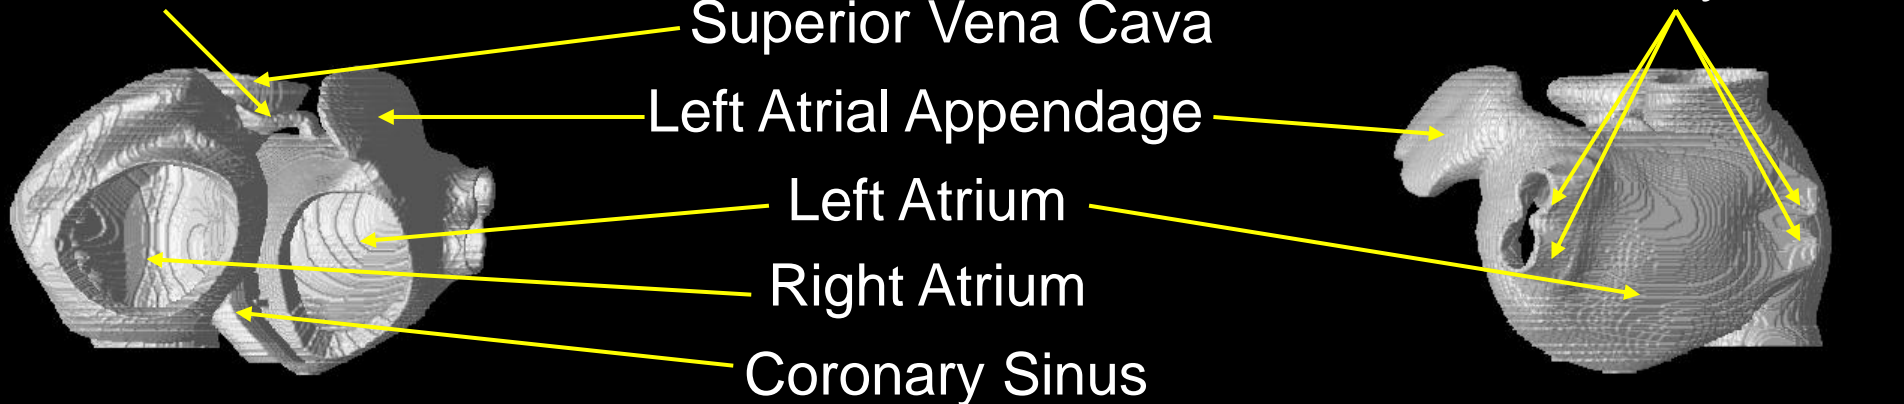 Superior Vena Cava
Left Atrial Appendage
Left Atrium
Right Atrium
Coronary Sinus